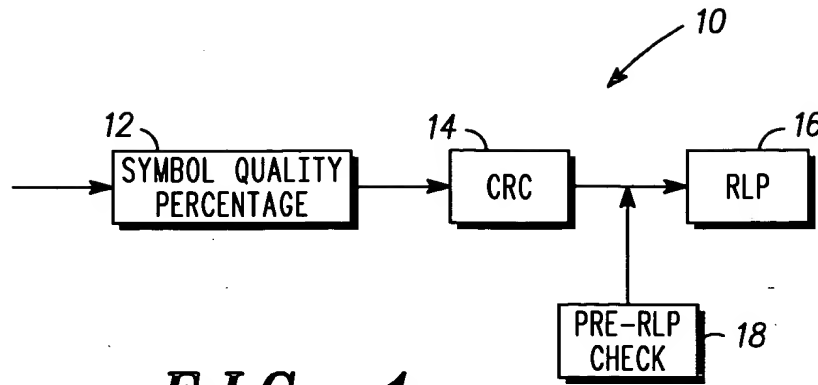 10
12
SYMBOL QUALITY
PERCENTAGE
14
CRC
16
RLP
PRE-RLP
CHECK
18
FIG. 1